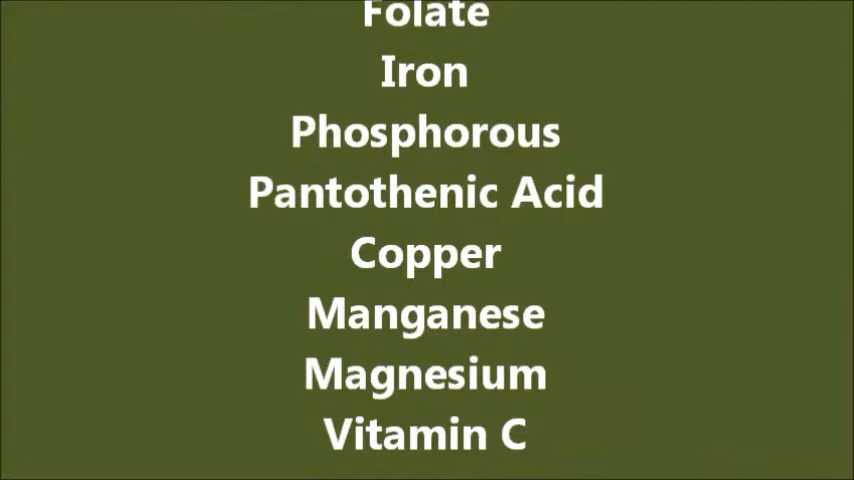 Folate
Iron
Phosphorous
Pantothenic Acid
Copper
Manganese
Magnesium
Vitamin C